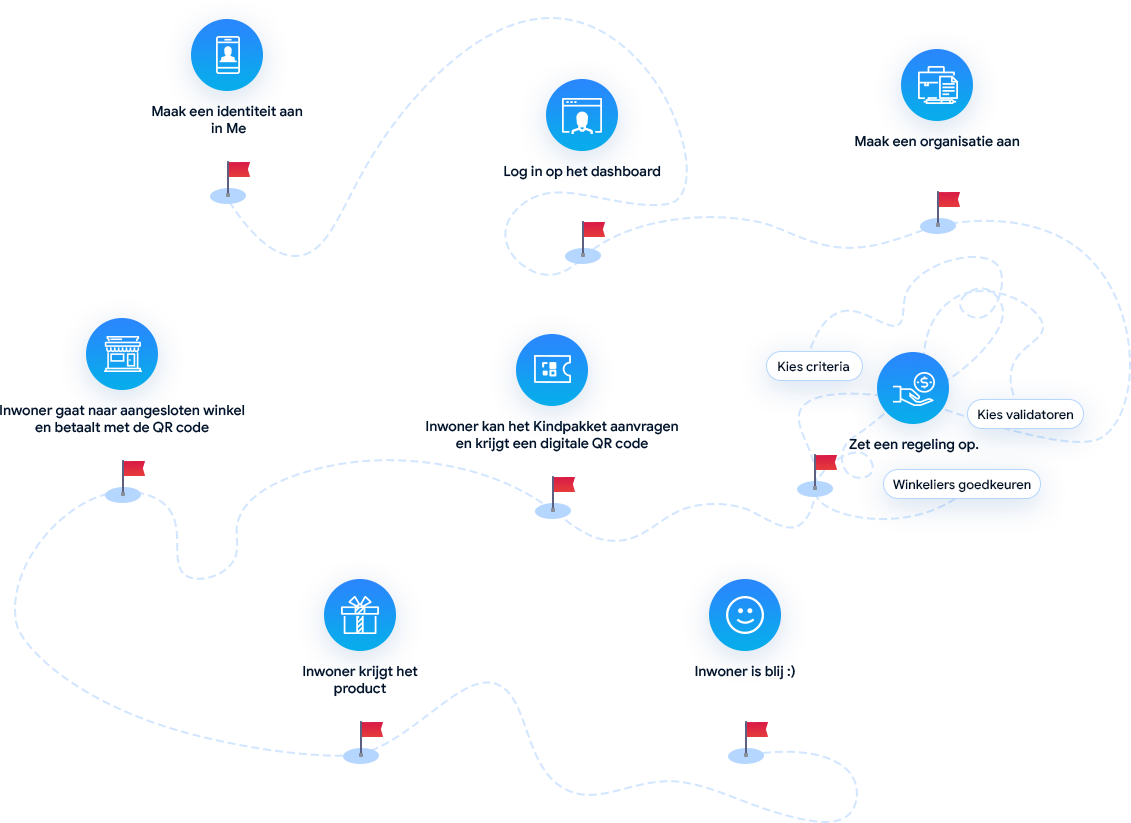 Maak een identiteit aan
in Me
Log in op het dashboard
Maak een organisatie aan
Kies criteria
Kies validatoren
Zet een regeling op.
Winkeliers goedkeuren
Inwoner kan het Kindpakket aanvragen
en krijgt een digitale QR code
Inwoner gaat naar aangesloten winkel
en betaalt met de QR code
Inwoner krijgt het
product
Inwoner is blij :)